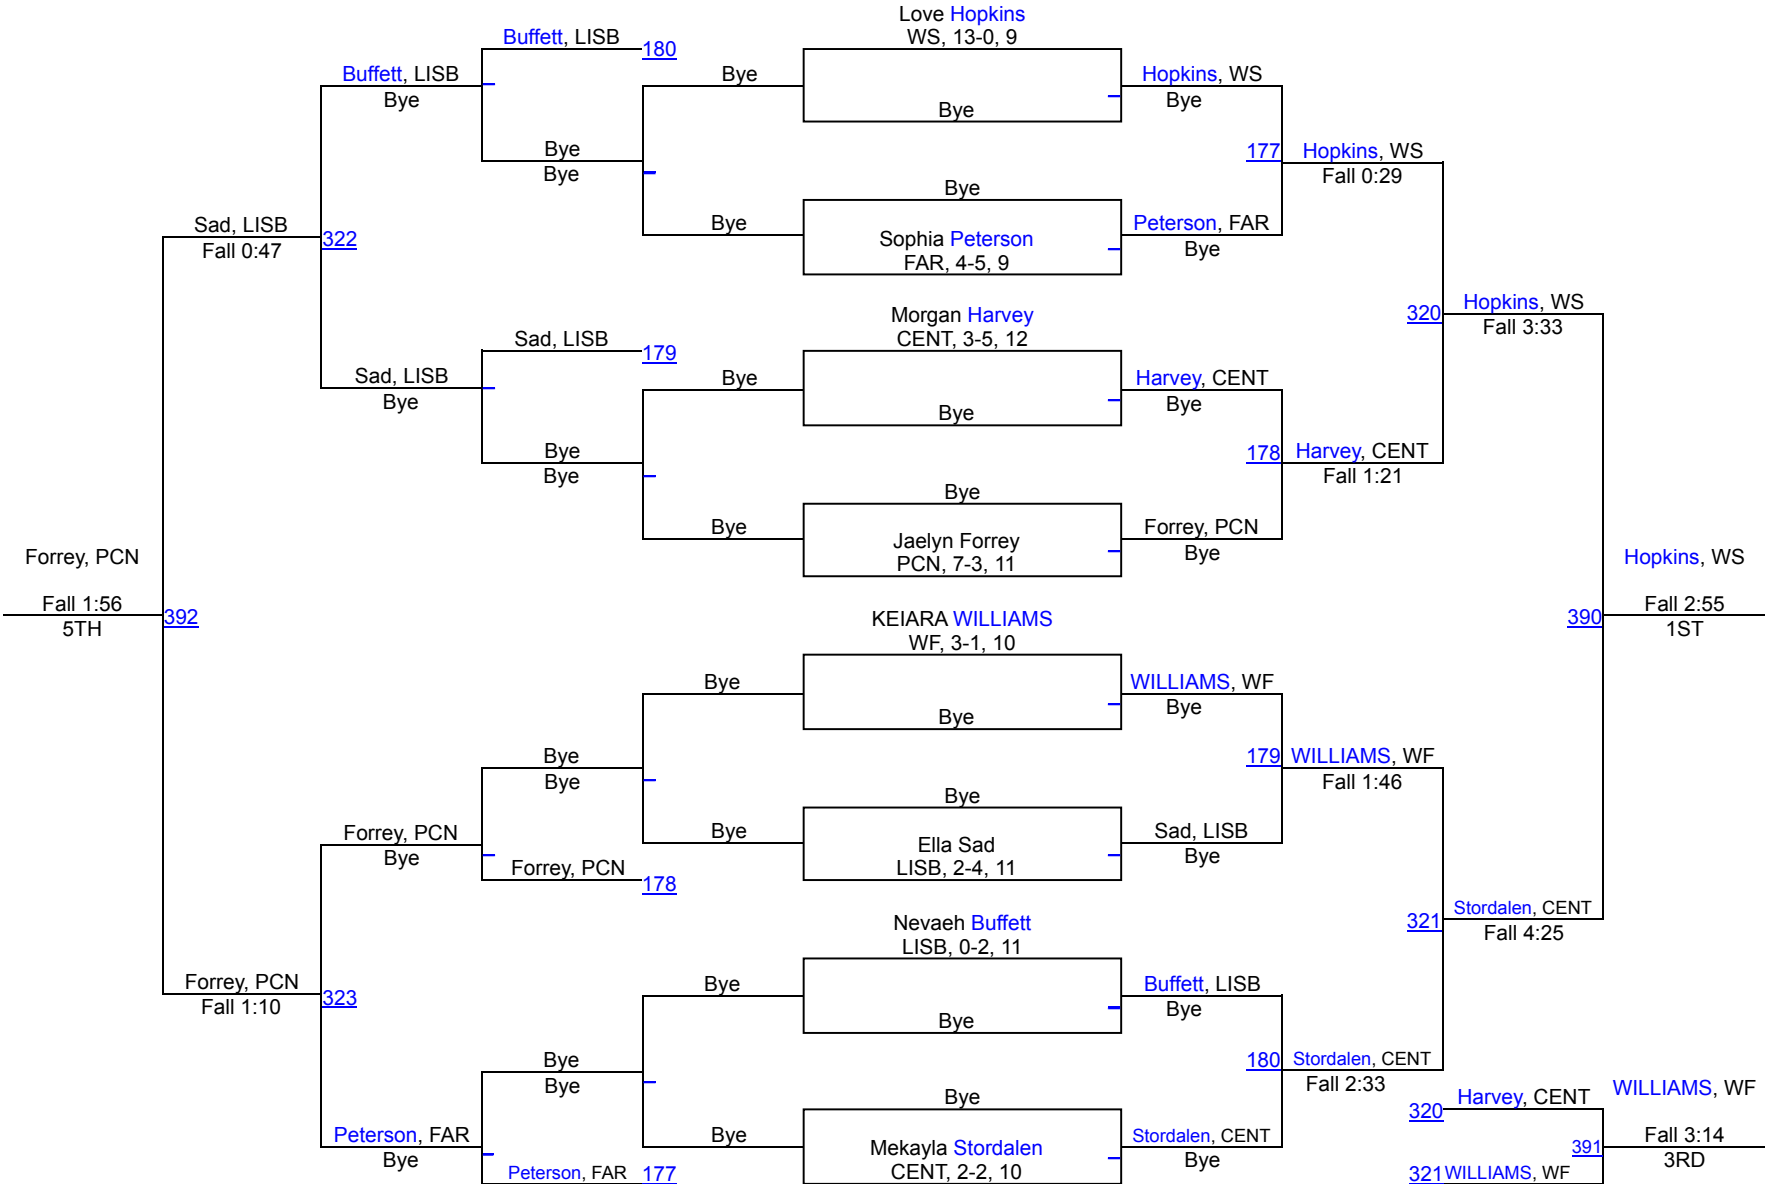 Love Hopkins
WS, 13-0, 9
Bye
Sophia Peterson
FAR, 4-5, 9
Bye
Morgan Harvey
CENT, 3-5, 12
Bye
Bye
Jaelyn Forrey
PCN, 7-3, 11
KEIARA WILLIAMS
WF, 3-1, 10
Bye
Bye
Ella Sad
LISB, 2-4, 11
Nevaeh Buffett
LISB, 0-2, 11
Bye
Bye
Mekayla Stordalen
CENT, 2-2, 10
Hopkins, WS
Bye
177
Peterson, FAR
Bye
Harvey, CENT
Bye
178
Forrey, PCN
Bye
WILLIAMS, WF
Bye
179
Sad, LISB
Bye
Buffett, LISB
Bye
180
Stordalen, CENT
Bye
Hopkins, WS
Fall 0:29
320
Harvey, CENT
Fall 1:21
WILLIAMS, WF
Fall 1:46
321
Stordalen, CENT
Fall 2:33
Hopkins, WS
Fall 3:33
390
Stordalen, CENT
Fall 4:25
Hopkins, WS
Fall 2:55
1ST
320
Harvey, CENT
391
321
WILLIAMS, WF
WILLIAMS, WF
Fall 3:14
3RD
Bye
Bye
Bye
Bye
Bye
Bye
Bye
Bye
Buffett, LISB
180
Bye
Bye
Sad, LISB
179
Bye
Bye
Bye
Bye
Forrey, PCN
178
Bye
Bye
Peterson, FAR
177
Buffett, LISB
Bye
322
Sad, LISB
Bye
Forrey, PCN
Bye
323
Peterson, FAR
Bye
Sad, LISB
Fall 0:47
392
Forrey, PCN
Fall 1:10
Forrey, PCN
Fall 1:56
5TH